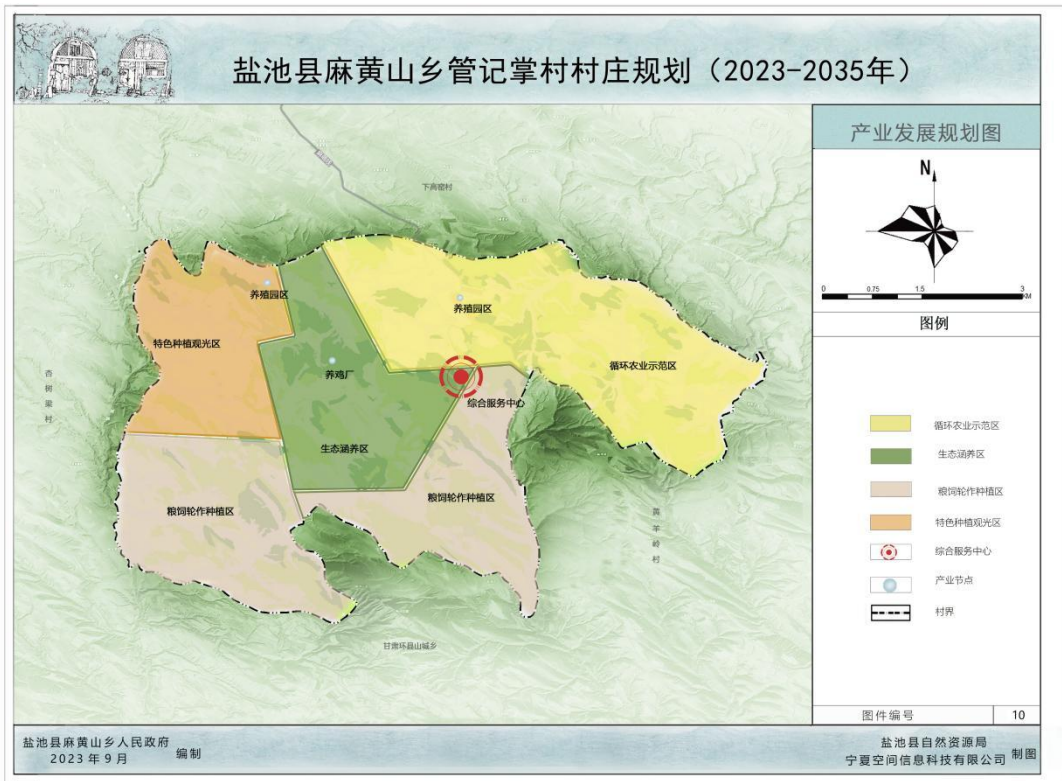 盐池县麻黄山乡管记掌村村庄规划（2023-2035年）
产业发展规划图
N
0 0.75 1.5 3
KM
图例
循环农业示范区
生态涵养区
粮饲轮作种植区
特色种植观光区
综合服务中心
产业节点
村界
图件编号 10
下高窑村
养殖园区
养殖园区
特色种植观光区
养鸡厂
循环农业示范区
综合服务中心
杏树梁村
生态涵养区
粮饲轮作种植区
粮饲轮作种植区
甘肃环县山城乡
盐池县麻黄山乡人民政府
2023年9月
编制
盐池县自然资源局
宁夏空间信息科技有限公司
制图